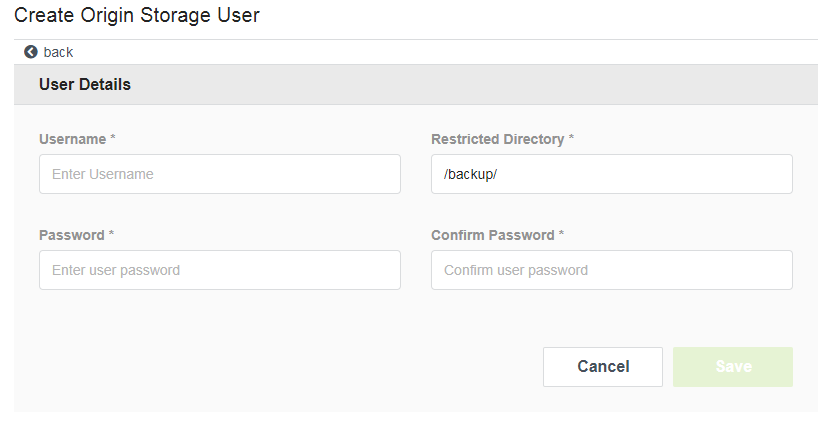 Create Origin Storage User
back
User Details
Username *
Restricted Directory *
Enter Username
/backup/
Password *
Confirm Password *
Enter user password
Confirm user password
Cancel
Save